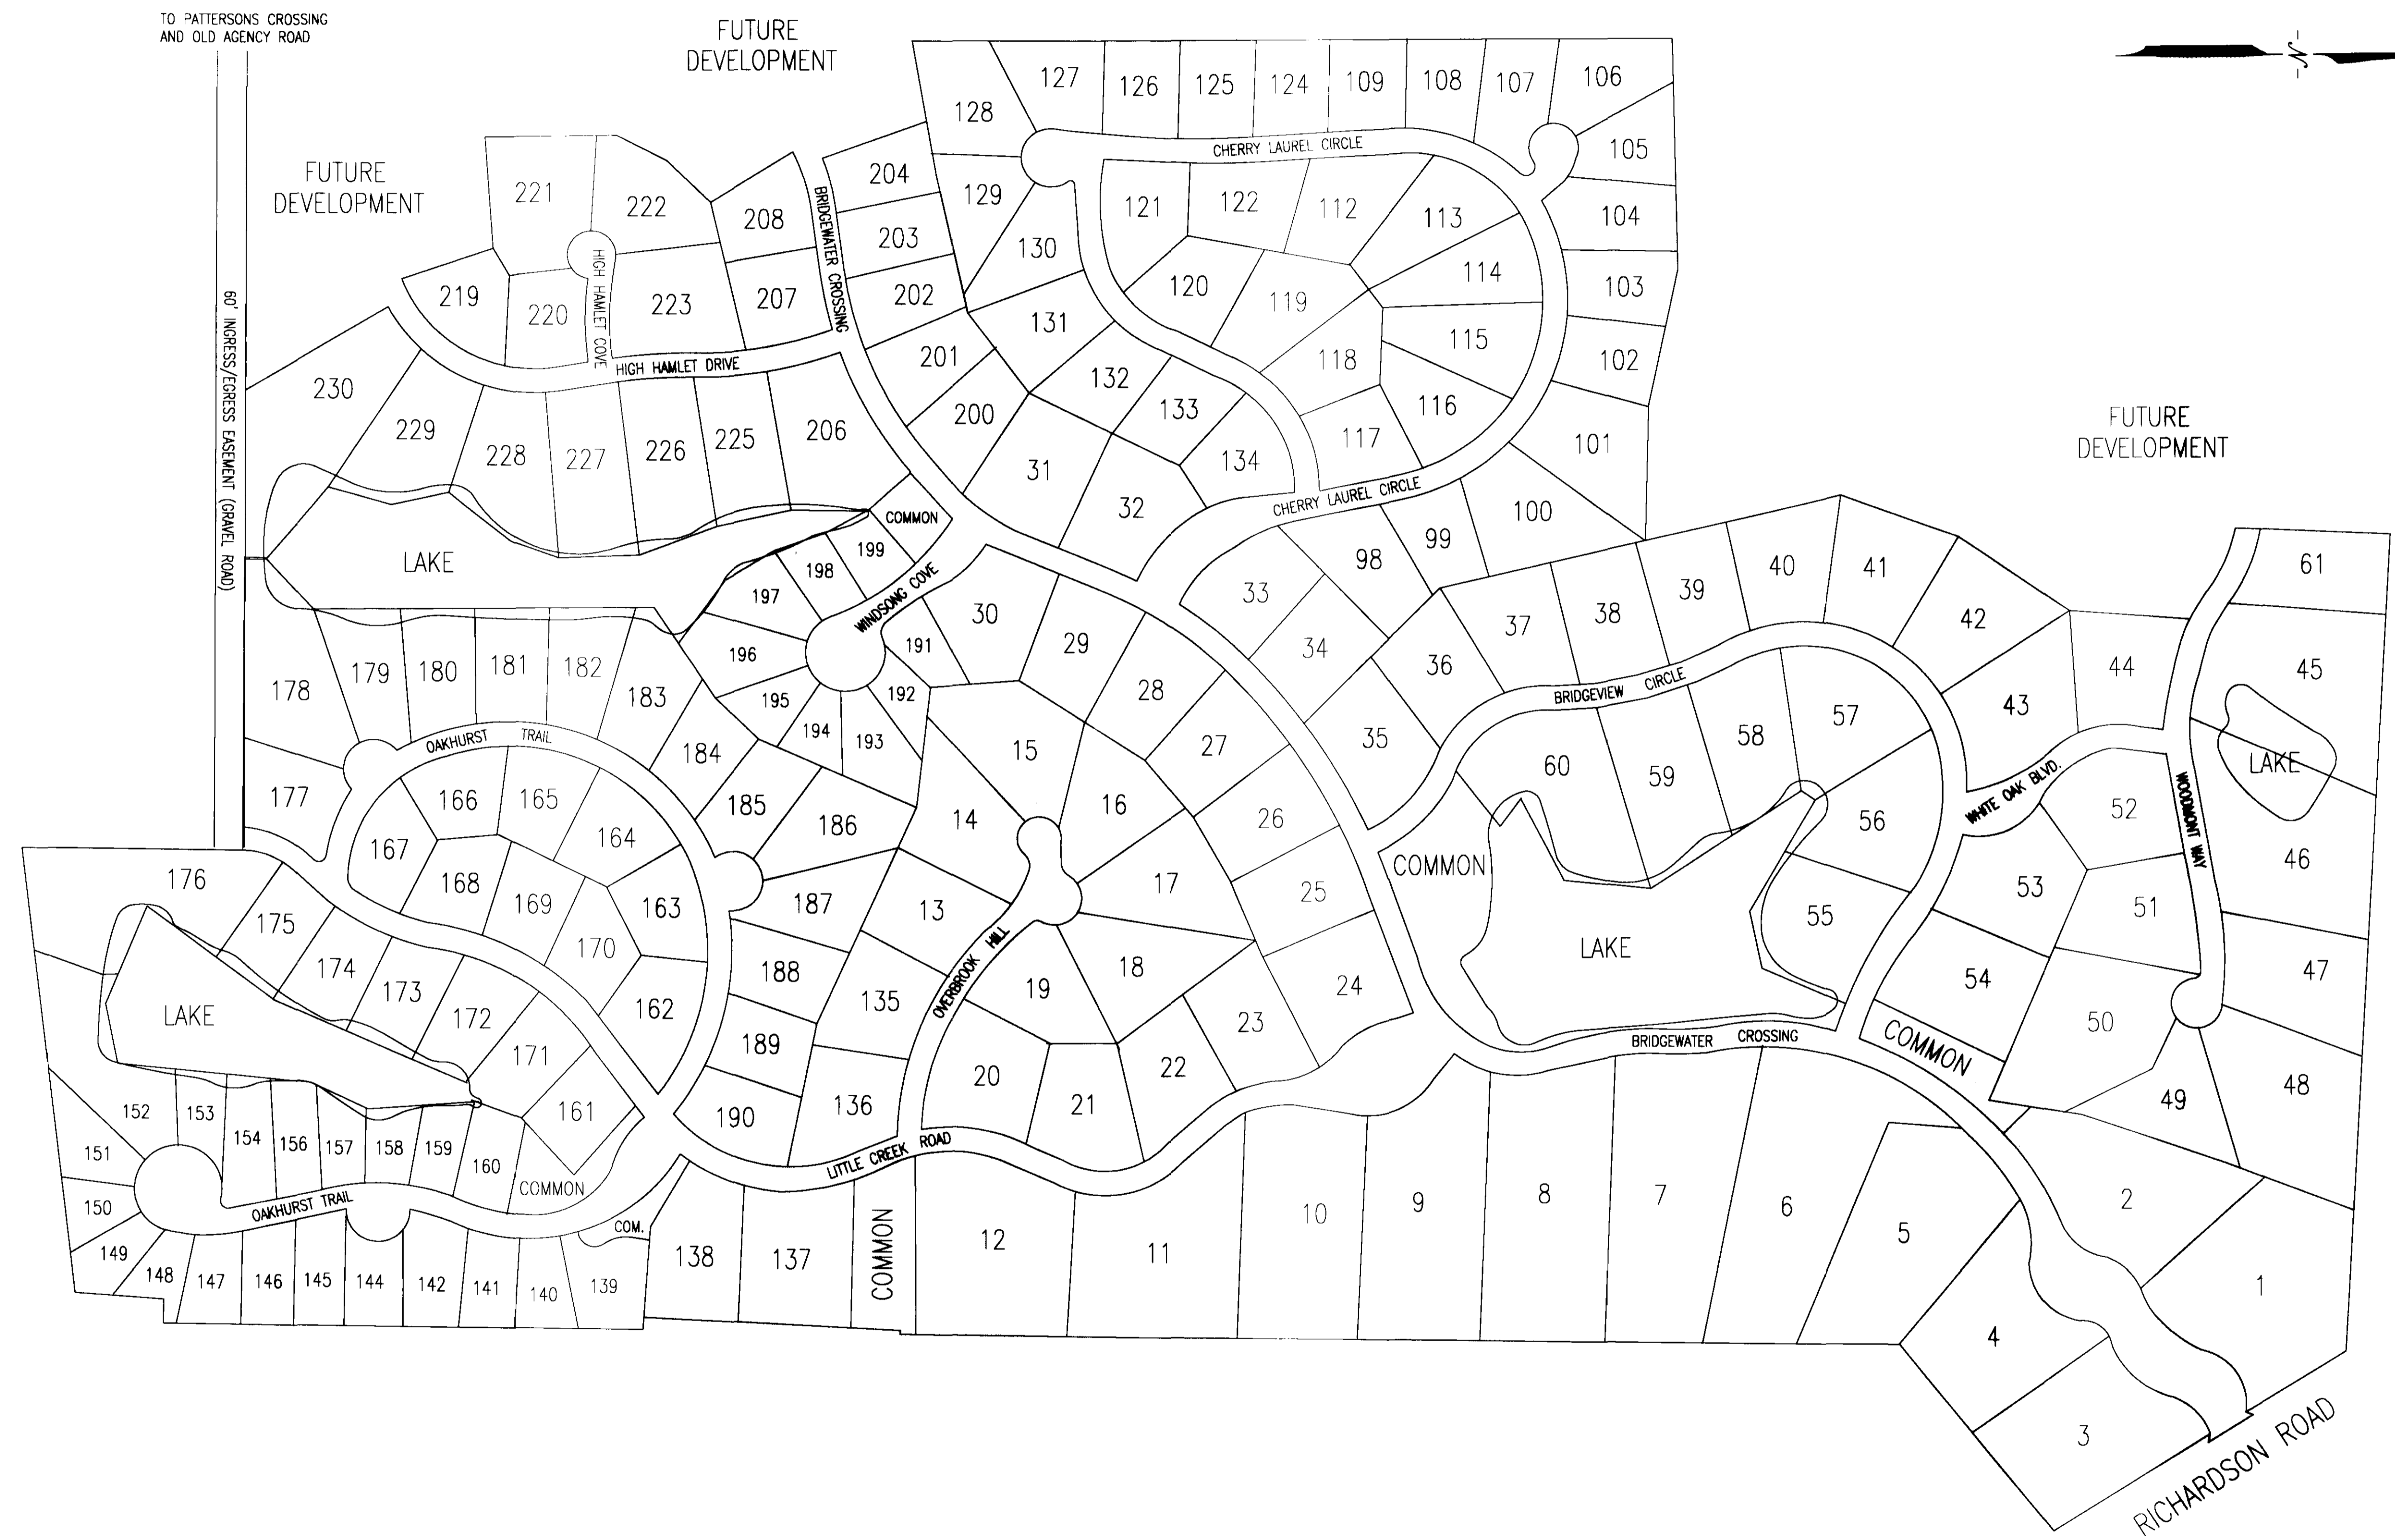 TO PATTERSONS CROSSING
AND OLD AGENCY ROAD
FUTURE
DEVELOPMENT
N
127 126 125 124 109 108 107 106
128
105
FUTURE
DEVELOPMENT
221 222 208
BRIDGEWATER CROSSING
204
203
202
129
130
CHERRY LAUREL CIRCLE
121 122 112 113
104
103
102
114
115
116
117
118
119
120
219 220
HIGH HAMLET COVE
223 207
HIGH HAMLET DRIVE
60' INGRESS/EGRESS EASEMENT (GRAVEL ROAD)
201
200
131
132
133
134
101
230 229 228 227 226 225 206
31
32
CHERRY LAUREL CIRCLE
100
99
98
FUTURE
DEVELOPMENT
LAKE
COMMON
199
198
197
WINDSONG COVE
196
195
194
193
192
191
30
29
28
27
26
25
24
33
34
35
36
37
38
39
40
41
42
43
44
61
45
BRIDGEVIEW CIRCLE
178 179 180 181 182 183
184
185
186
177
OAKHURST TRAIL
166 165 164
167 168 169 170 163 162
15
14
16
17
13
18
19
60 59 58 57
56
55
COMMON
LAKE
WHITE OAK BLVD.
WOODMONT WAY
LAKE
52
53
51
46
47
54
50
49
48
COMMON
176
175
174
173
172
171
161
LAKE
187
188
189
190
135
136
OVERBROOK HILL
20
21
22
23
BRIDGEWATER CROSSING
152 153 154 156 157 158 159 160
151
150
149
148 147 146 145 144 142 141 140 139
OAKHURST TRAIL
COMMON
COM.
LITTLE CREEK ROAD
138 137
COMMON
12 11 10 9 8 7 6 5
4
3
2
1
RICHARDSON ROAD